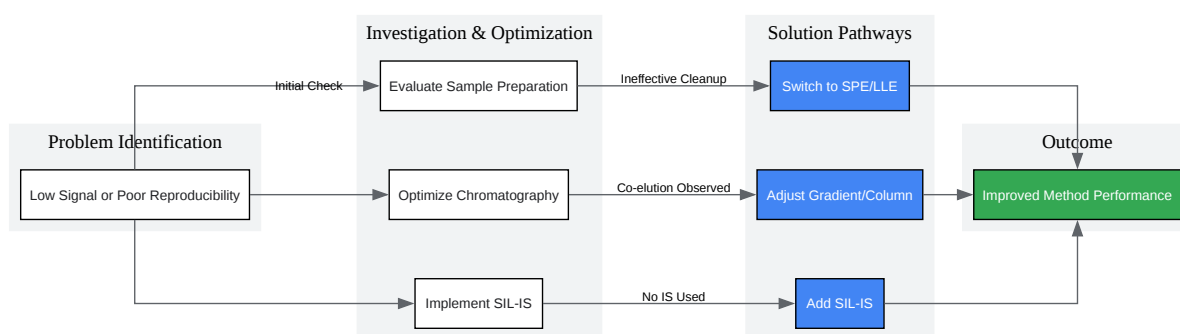 Investigation & Optimization
Solution Pathways
Initial Check
Evaluate Sample Preparation
Ineffective Cleanup
Switch to SPE/LLE
Problem Identification
Outcome
Low Signal or Poor Reproducibility
Optimize Chromatography
Co-elution Observed
Adjust Gradient/Column
Improved Method Performance
Implement SIL-IS
No IS Used
Add SIL-IS